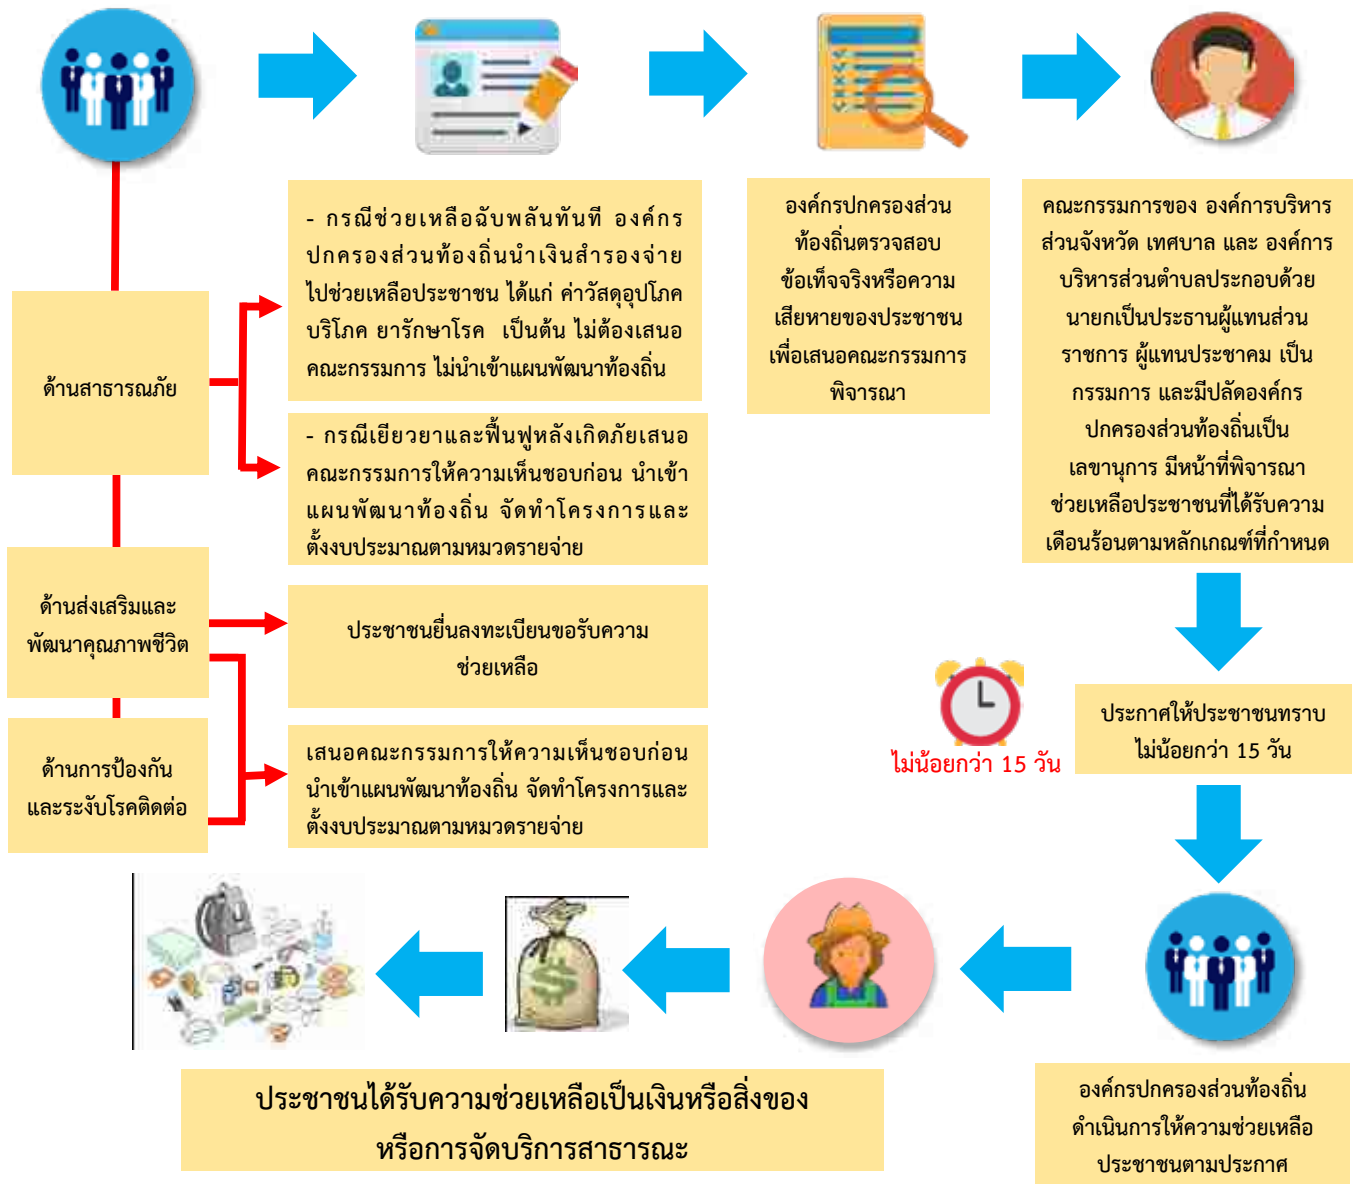 ด้านสาธารณภัย
- กรณีช่วยเหลือฉับพลันทันที องค์กร
ปกครองส่วนท้องถิ่นนำเงินสำรองจ่าย
ไปช่วยเหลือประชาชน ได้แก่ ค่าวัสดุอุปโภค
บริโภค ยารักษาโรค เป็นต้น ไม่ต้องเสนอ
คณะกรรมการ ไม่นำเข้าแผนพัฒนาท้องถิ่น
- กรณีเยียวยาและฟื้นฟูหลังเกิดภัยเสนอ
คณะกรรมการให้ความเห็นชอบก่อน นำเข้า
แผนพัฒนาท้องถิ่น จัดทำโครงการและ
ตั้งงบประมาณตามหมวดรายจ่าย
ด้านส่งเสริมและ
พัฒนาคุณภาพชีวิต
ประชาชนยื่นลงทะเบียนขอรับความ
ช่วยเหลือ
ด้านการป้องกัน
และระงับโรคติดต่อ
เสนอคณะกรรมการให้ความเห็นชอบก่อน
นำเข้าแผนพัฒนาท้องถิ่น จัดทำโครงการและ
ตั้งงบประมาณตามหมวดรายจ่าย
องค์กรปกครองส่วน
ท้องถิ่นตรวจสอบ
ข้อเท็จจริงหรือความ
เสียหายของประชาชน
เพื่อเสนอคณะกรรมการ
พิจารณา
คณะกรรมการของ องค์การบริหาร
ส่วนจังหวัด เทศบาล และ องค์การ
บริหารส่วนตำบลประกอบด้วย
นายกเป็นประธานผู้แทนส่วน
ราชการ ผู้แทนประชาคม เป็น
กรรมการ และมีปลัดองค์กร
ปกครองส่วนท้องถิ่นเป็น
เลขานุการ มีหน้าที่พิจารณา
ช่วยเหลือประชาชนที่ได้รับความ
เดือนร้อนตามหลักเกณฑ์ที่กำหนด
ไม่น้อยกว่า 15 วัน
ประกาศให้ประชาชนทราบ
ไม่น้อยกว่า 15 วัน
องค์กรปกครองส่วนท้องถิ่น
ดำเนินการให้ความช่วยเหลือ
ประชาชนตามประกาศ
ประชาชนได้รับความช่วยเหลือเป็นเงินหรือสิ่งของ
หรือการจัดบริการสาธารณะ